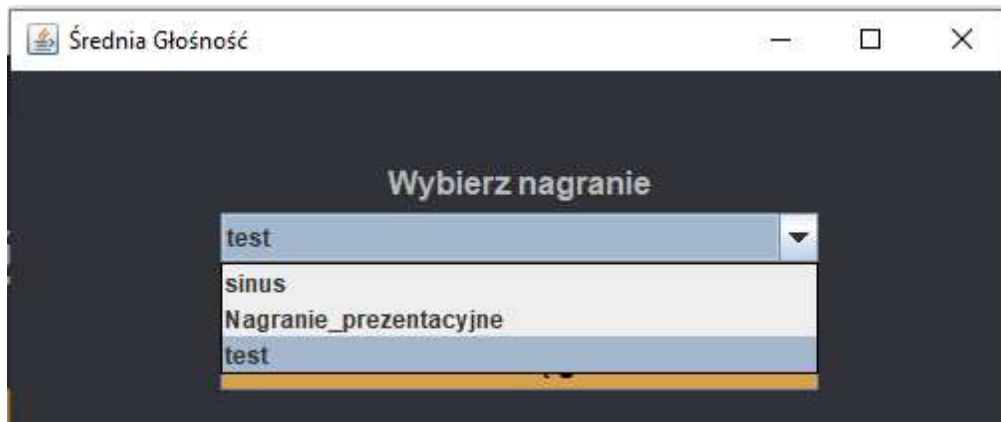 Średnia Głośność
Wybierz nagranie
test
sinus
Nagranie_prezentacyjne
test